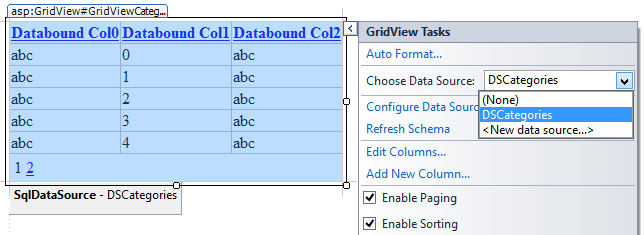 asp:GridView#GridViewCateg...
Databound Col0 Databound Col1 Databound Col2
abc 0 abc
abc 1 abc
abc 2 abc
abc 3 abc
abc 4 abc
1 2
SqlDataSource - DSCategories
GridView Tasks
Auto Format...
Choose Data Source: DSCategories
(None)
DSCategories
<New data source...>
Configure Data Sourc
Refresh Schema
Edit Columns...
Add New Column...
Enable Paging
Enable Sorting